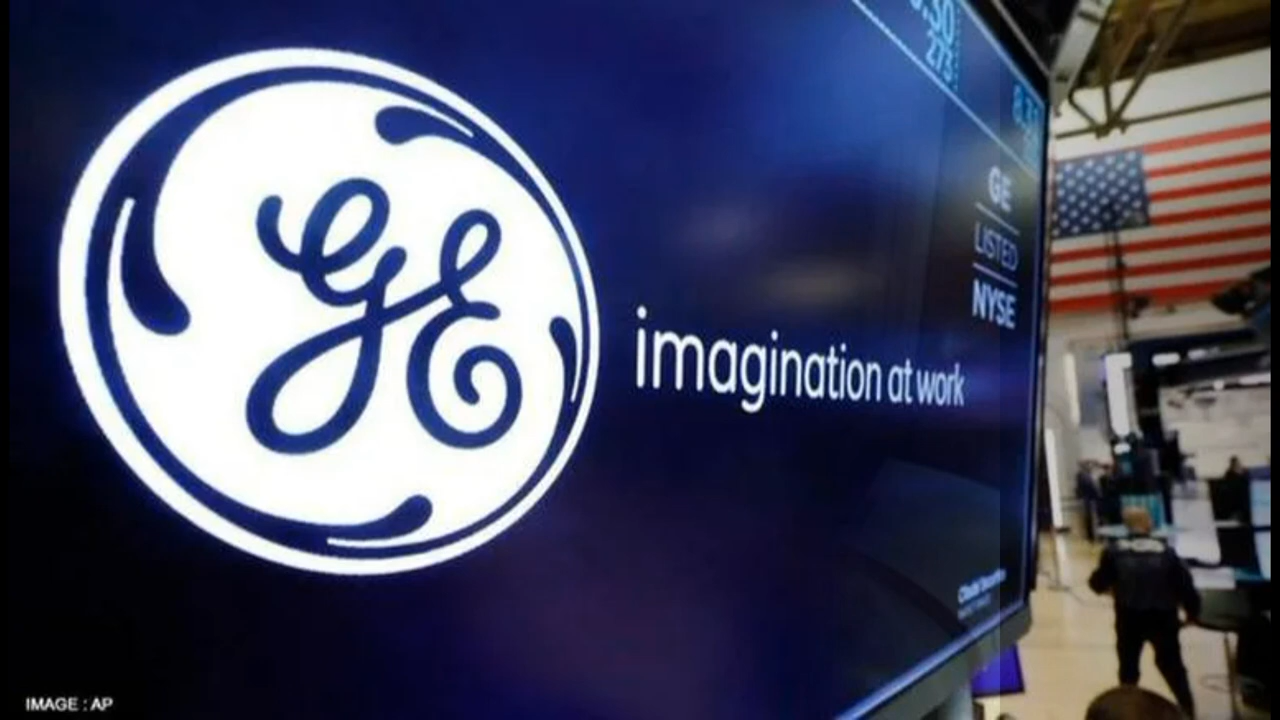 GE
imagination at work
GE
LISTED
NYSE
IMAGE : AP